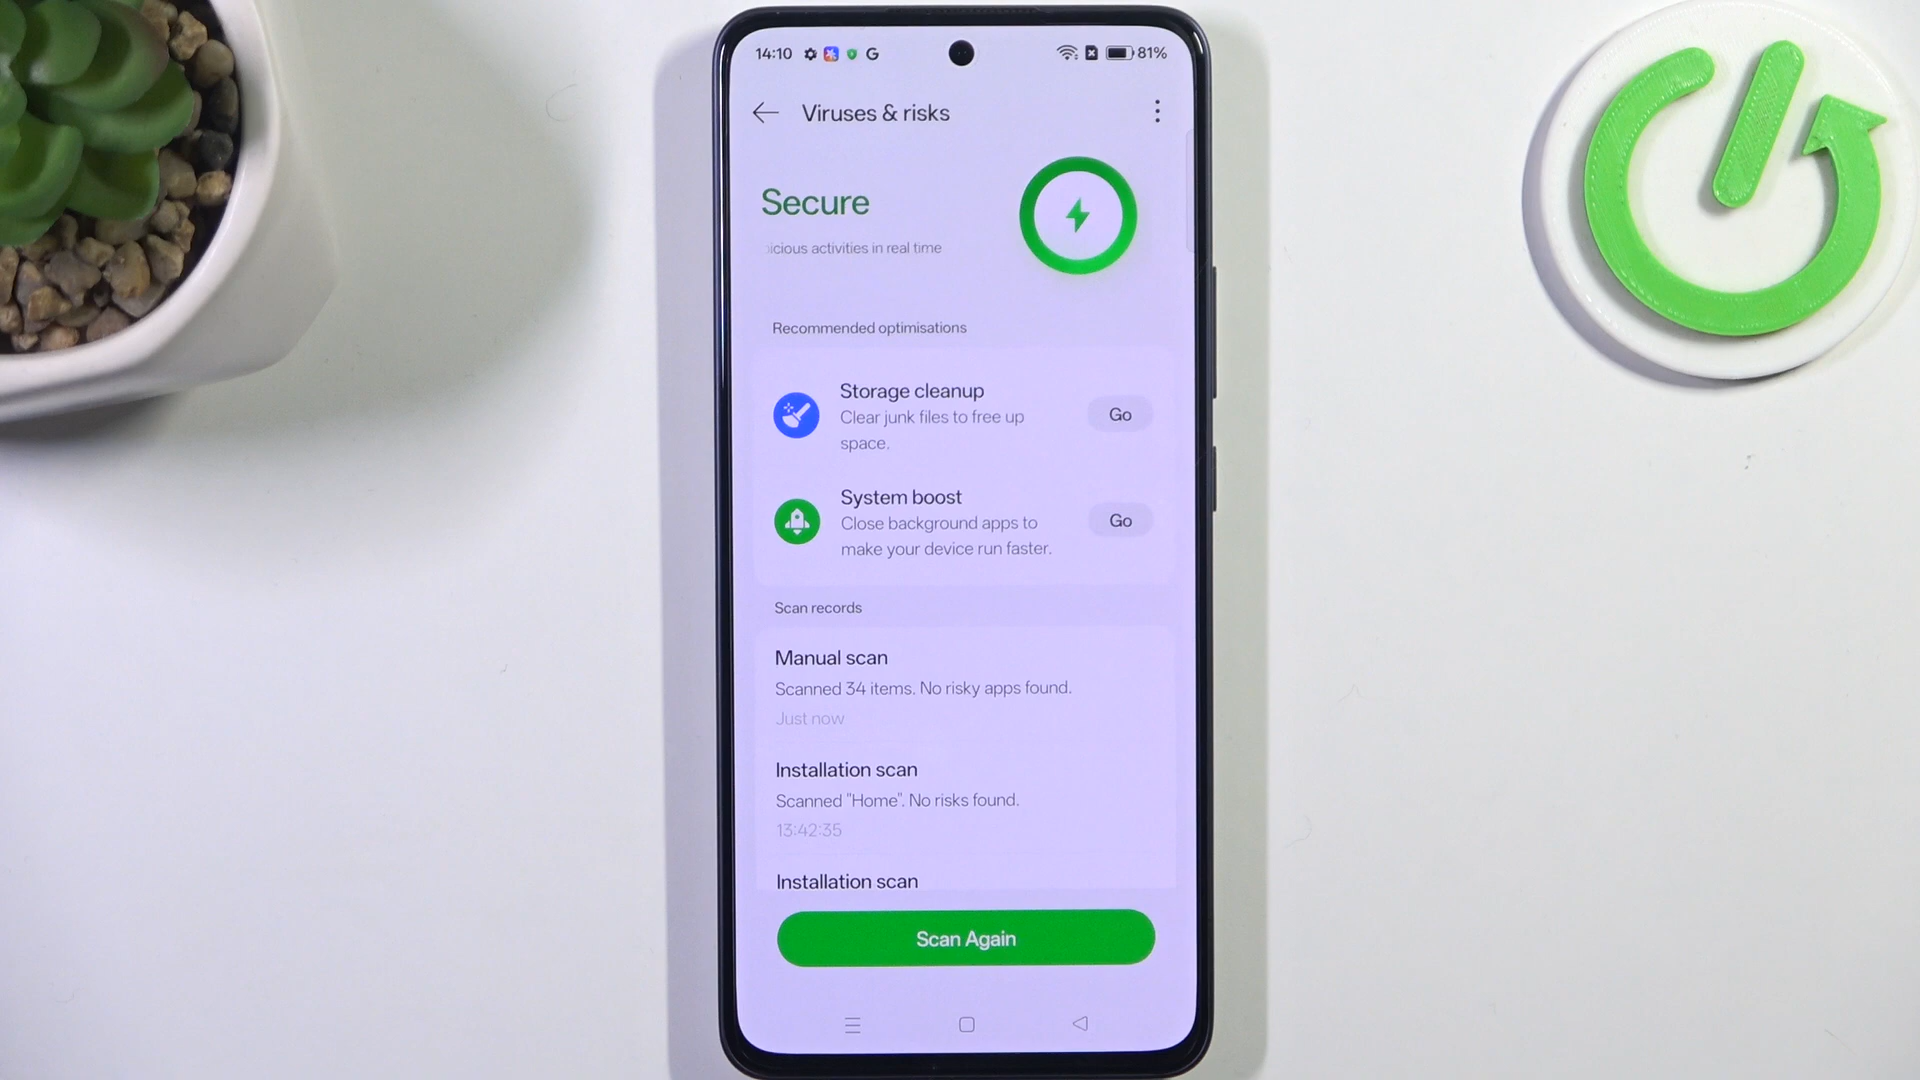 14:10 G 81%
Viruses & risks
Secure
icious activities in real time
Recommended optimisations
Storage cleanup
Clear junk files to free up
space.
Go
System boost
Close background apps to
make your device run faster.
Go
Scan records
Manual scan
Scanned 34 items. No risky apps found.
Just now
Installation scan
Scanned "Home". No risks found.
13:42:35
Installation scan
Scan Again